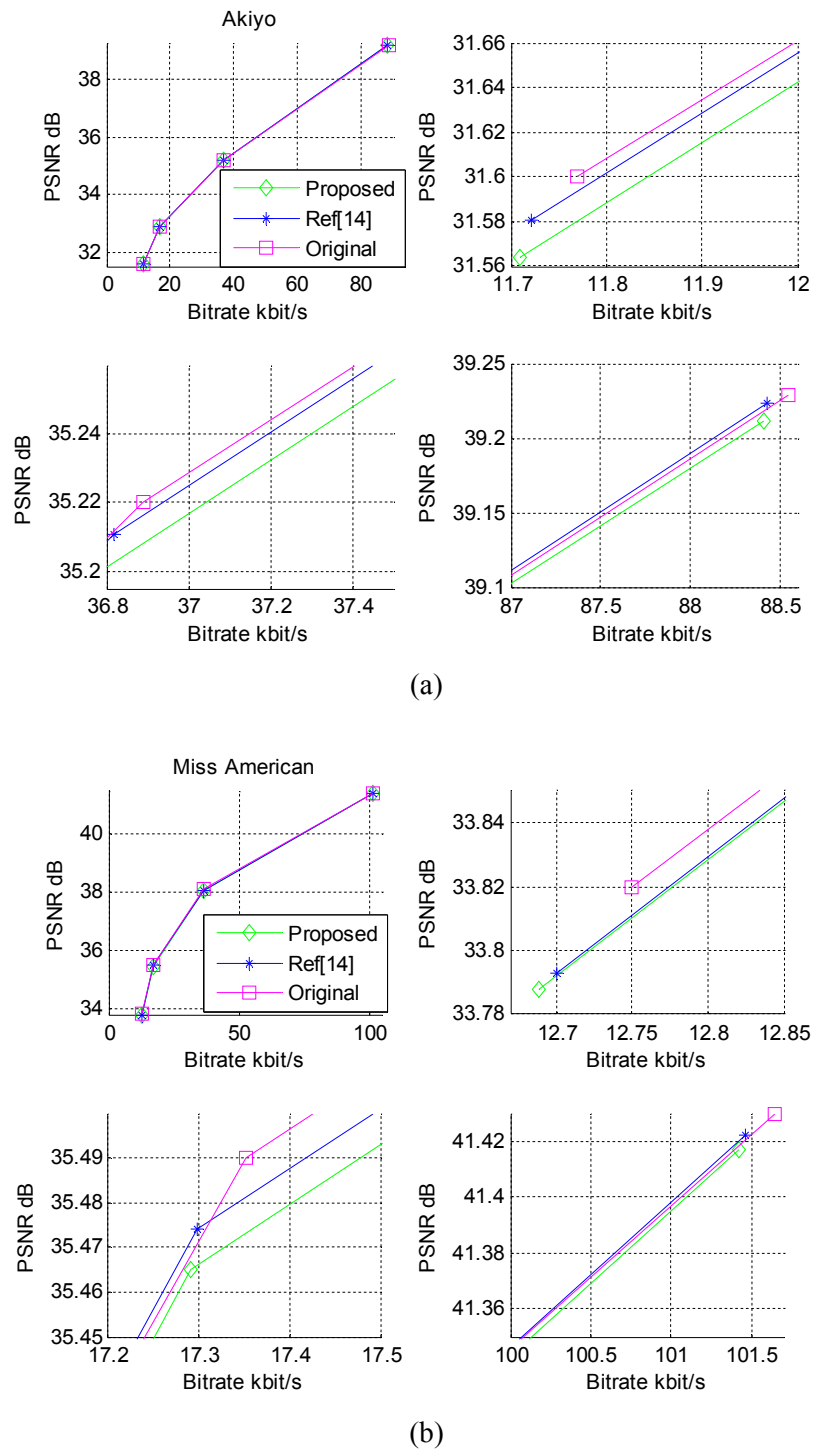 Akiyo
PSNR dB
38
36
34
32
0 20 40 60 80
Bitrate kbit/s
Proposed
Ref[14]
Original
PSNR dB
31.66
31.64
31.62
31.6
31.58
31.56
11.7 11.8 11.9 12
Bitrate kbit/s
PSNR dB
35.24
35.22
35.2
36.8 37 37.2 37.4
Bitrate kbit/s
PSNR dB
39.25
39.2
39.15
39.1
87 87.5 88 88.5
Bitrate kbit/s
(a)
Miss American
PSNR dB
40
38
36
34
0 50 100
Bitrate kbit/s
Proposed
Ref[14]
Original
PSNR dB
33.84
33.82
33.8
33.78
12.7 12.75 12.8 12.85
Bitrate kbit/s
PSNR dB
35.49
35.48
35.47
35.46
35.45
17.2 17.3 17.4 17.5
Bitrate kbit/s
PSNR dB
41.42
41.4
41.38
41.36
100 100.5 101 101.5
Bitrate kbit/s
(b)